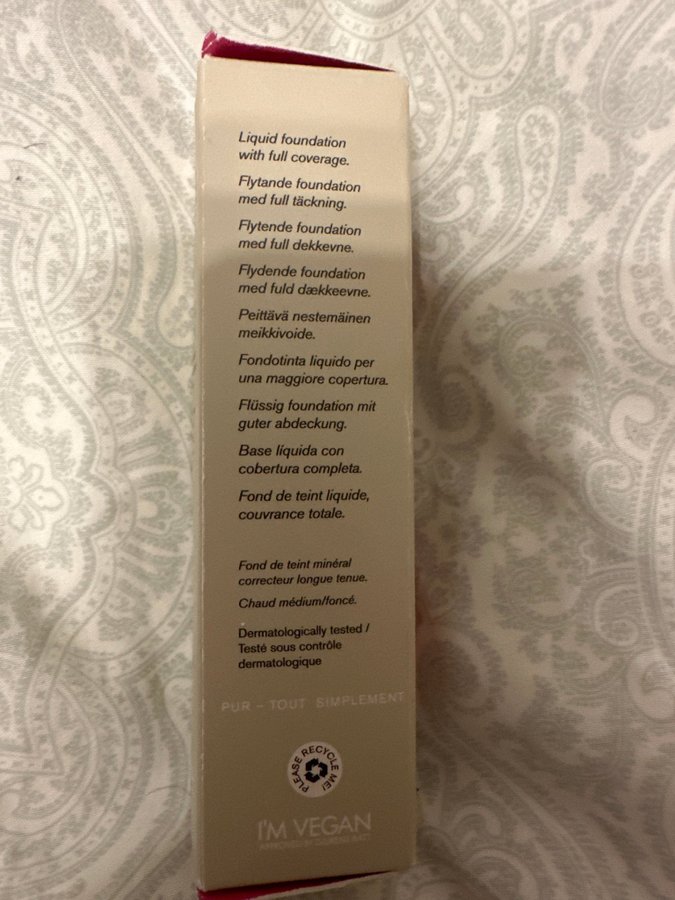 Liquid foundation
with full coverage.
Flytande foundation
med full täckning.
Flytende foundation
med full dekkevne.
Flydende foundation
med fuld dækkeevne.
Peittävä nestemäinen
meikkivoide.
Fondotinta liquido per
una maggiore copertura.
Flüssig foundation mit
guter abdeckung.
Base líquida con
cobertura completa.
Fond de teint liquide,
couvrance totale.
Fond de teint minéral
correcteur longue tenue.
Chaud médium/foncé.
Dermatologically tested /
Testé sous contrôle
dermatologique
PUR – TOUT SIMPLEMENT
PLEASE RECYCLE ME!
I'M VEGAN
APPROVED BY